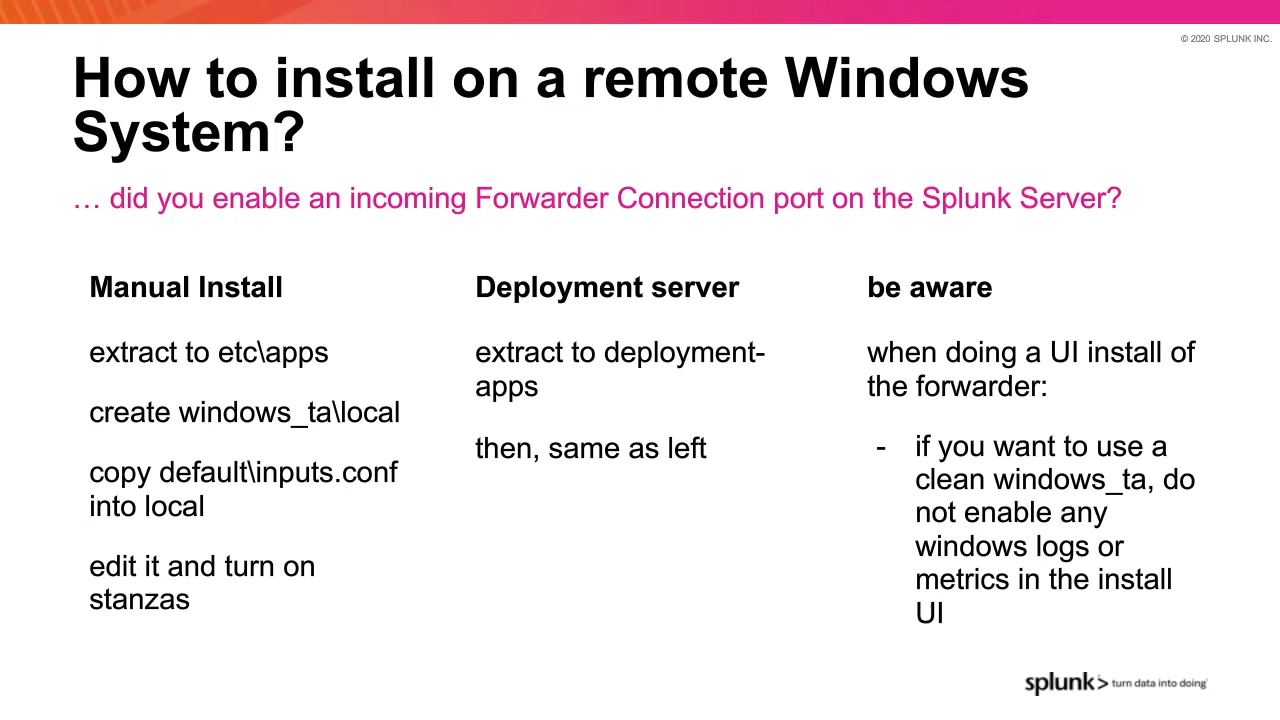 © 2020 SPLUNK INC.
How to install on a remote Windows
System?
… did you enable an incoming Forwarder Connection port on the Splunk Server?
Manual Install
extract to etc\apps
create windows_ta\local
copy default\inputs.conf
into local
edit it and turn on
stanzas
Deployment server
extract to deployment-
apps
then, same as left
be aware
when doing a UI install of
the forwarder:
- if you want to use a
clean windows_ta, do
not enable any
windows logs or
metrics in the install
UI
splunk> turn data into doing